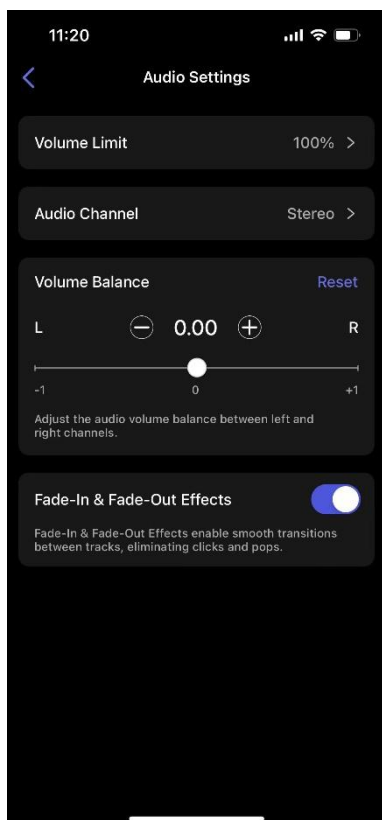 11:20
Audio Settings
Volume Limit 100% >
Audio Channel Stereo >
Volume Balance Reset
L − 0.00 + R
-1 0 +1
Adjust the audio volume balance between left and
right channels.
Fade-In & Fade-Out Effects
Fade-In & Fade-Out Effects enable smooth transitions
between tracks, eliminating clicks and pops.